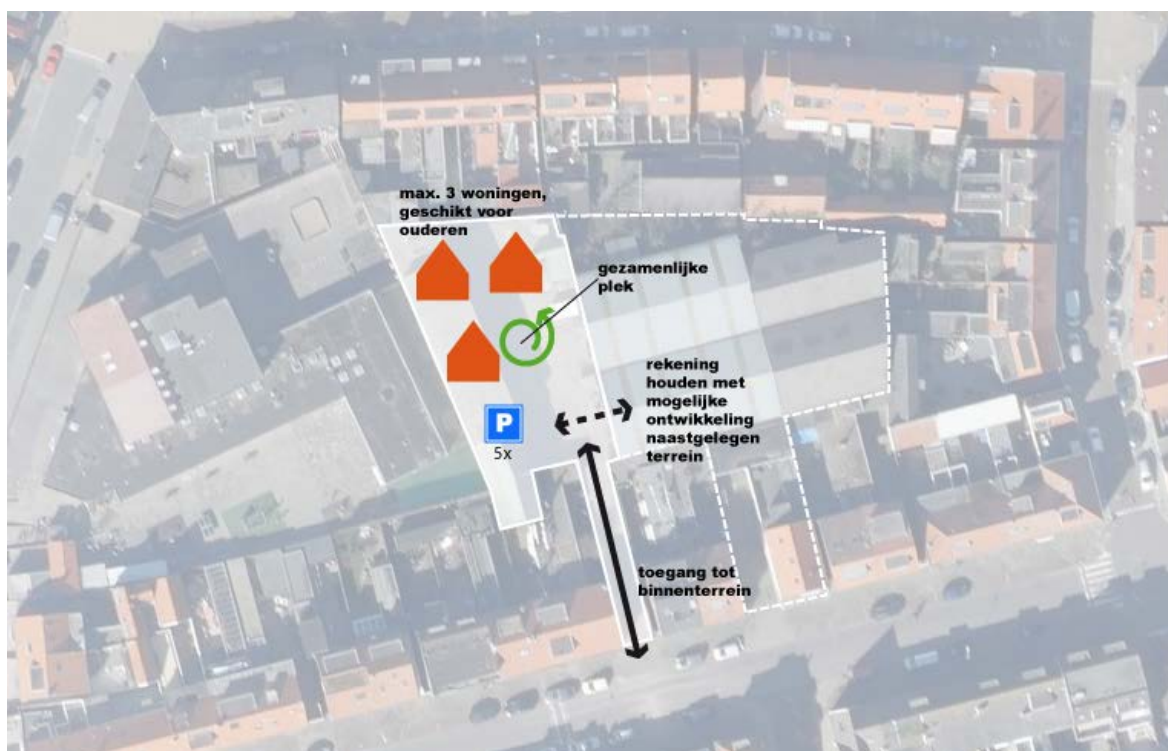 max. 3 woningen,
geschikt voor
ouderen
gezamenlijke
plek
rekening
houden met
mogelijke
ontwikkeling
naastgelegen
terrein
P
5x
toegang tot
binnenterrein